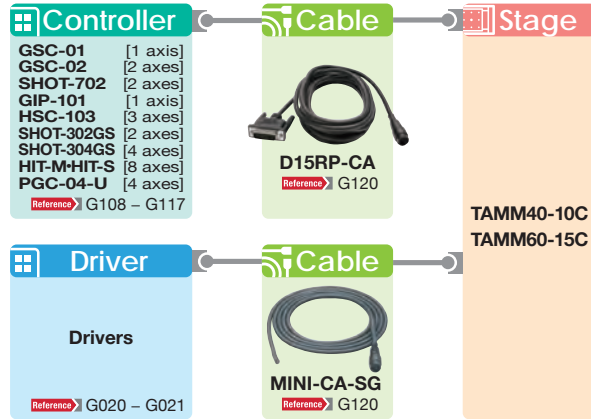 Controller
GSC-01 [1 axis]
GSC-02 [2 axes]
SHOT-702 [2 axes]
GIP-101 [1 axis]
HSC-103 [3 axes]
SHOT-302GS [2 axes]
SHOT-304GS [4 axes]
HIT-M•HIT-S [8 axes]
PGC-04-U [4 axes]
Reference G108 – G117
Cable
D15RP-CA
Reference G120
Stage
TAMM40-10C
TAMM60-15C
Driver
Drivers
Reference G020 – G021
Cable
MINI-CA-SG
Reference G120